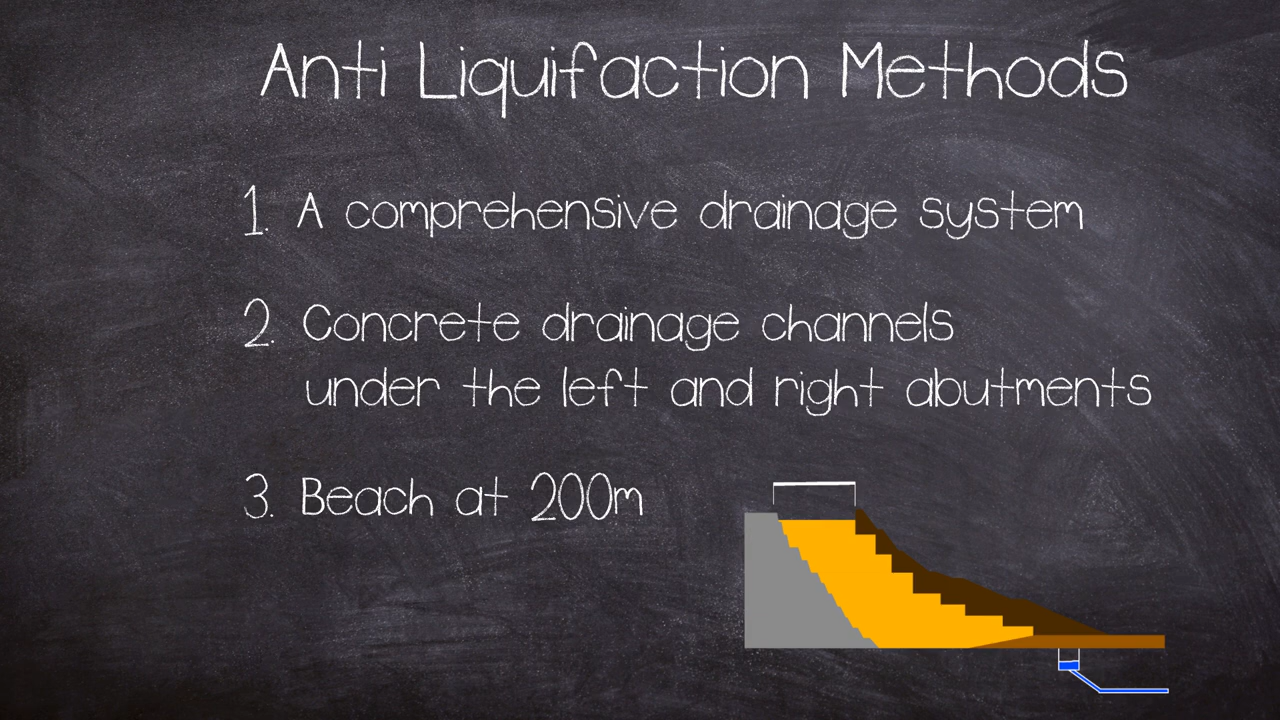 Anti Liquifaction Methods
1. A comprehensive drainage system
2. Concrete drainage channels
under the left and right abutments
3. Beach at 200m